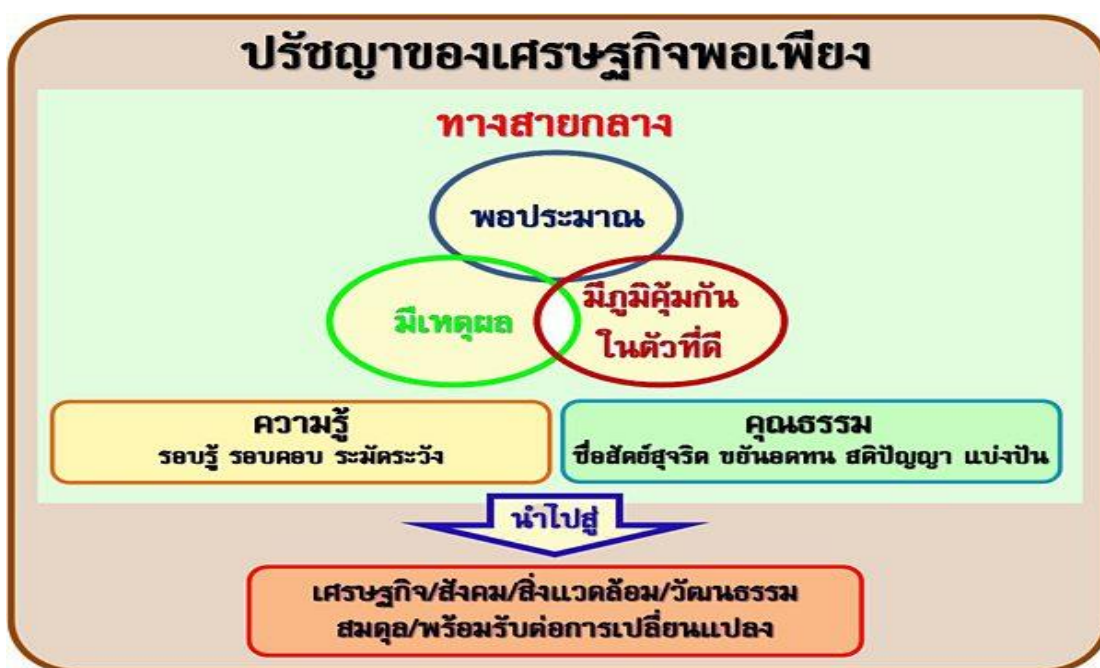 ปรัชญาของเศรษฐกิจพอเพียง
ทางสายกลาง
พอประมาณ
มีเหตุผล
มีภูมิคุ้มกัน
ในตัวที่ดี
ความรู้
รอบรู้ รอบคอบ ระมัดระวัง
คุณธรรม
ซื่อสัตย์สุจริต ขยันอดทน สติปัญญา แบ่งปัน
นำไปสู่
เศรษฐกิจ/สังคม/สิ่งแวดล้อม/วัฒนธรรม
สมดุล/พร้อมรับต่อการเปลี่ยนแปลง